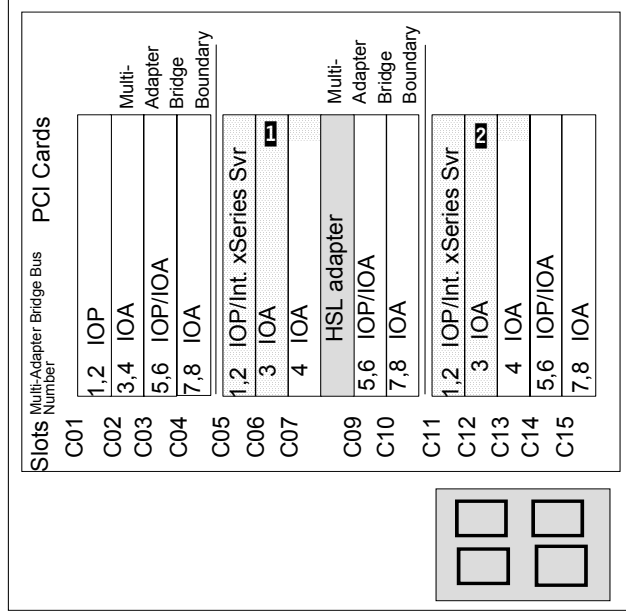 Slots Multi-Adapter Bridge Bus Number PCI Cards
C01 1,2 IOP
C02 3,4 IOA
C03 5,6 IOP/IOA
C04 7,8 IOA
Multi-
Adapter
Bridge
Boundary
C05 1,2 IOP/Int. xSeries Svr
C06 3 IOA 1
C07 4 IOA
HSL adapter
C09 5,6 IOP/IOA
C10 7,8 IOA
Multi-
Adapter
Bridge
Boundary
C11 1,2 IOP/Int. xSeries Svr
C12 3 IOA 2
C13 4 IOA
C14 5,6 IOP/IOA
C15 7,8 IOA